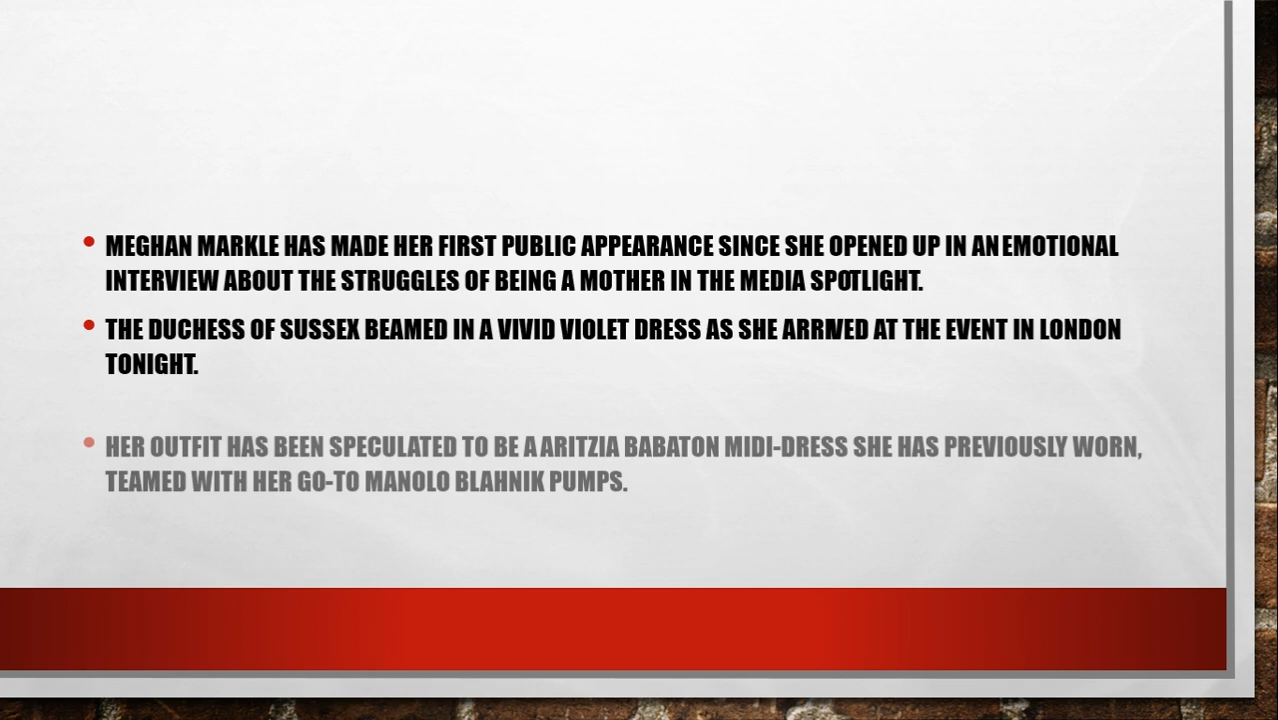 • MEGHAN MARKLE HAS MADE HER FIRST PUBLIC APPEARANCE SINCE SHE OPENED UP IN AN EMOTIONAL
INTERVIEW ABOUT THE STRUGGLES OF BEING A MOTHER IN THE MEDIA SPOTLIGHT.
• THE DUCHESS OF SUSSEX BEAMED IN A VIVID VIOLET DRESS AS SHE ARRIVED AT THE EVENT IN LONDON
TONIGHT.
• HER OUTFIT HAS BEEN SPECULATED TO BE A ARITZIA BABATON MIDI-DRESS SHE HAS PREVIOUSLY WORN,
TEAMED WITH HER GO-TO MANOLO BLAHNIK PUMPS.